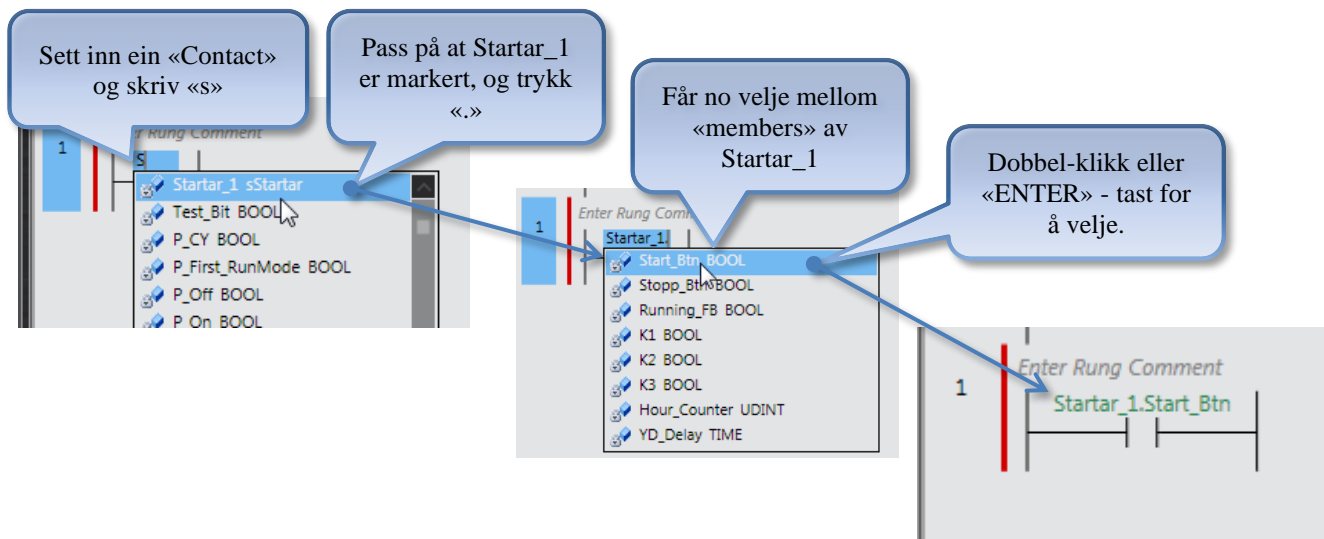 Sett inn ein «Contact»
og skriv «s»
Pass på at Startar_1
er markert, og trykk
«.»
Får no velje mellom
«members» av
Startar_1
Dobbel-klikk eller
«ENTER» - tast for
å velje.
1
Rung Comment
S
Startar_1 sStartar
Test_Bit BOOL
P_CY BOOL
P_First_RunMode BOOL
P_Off BOOL
P_On BOOL
1
Enter Rung Comm
Startar_1.
Start_Btn BOOL
Stopp_Btn BOOL
Running_FB BOOL
K1 BOOL
K2 BOOL
K3 BOOL
Hour_Counter UDINT
YD_Delay TIME
1
Enter Rung Comment
Startar_1.Start_Btn